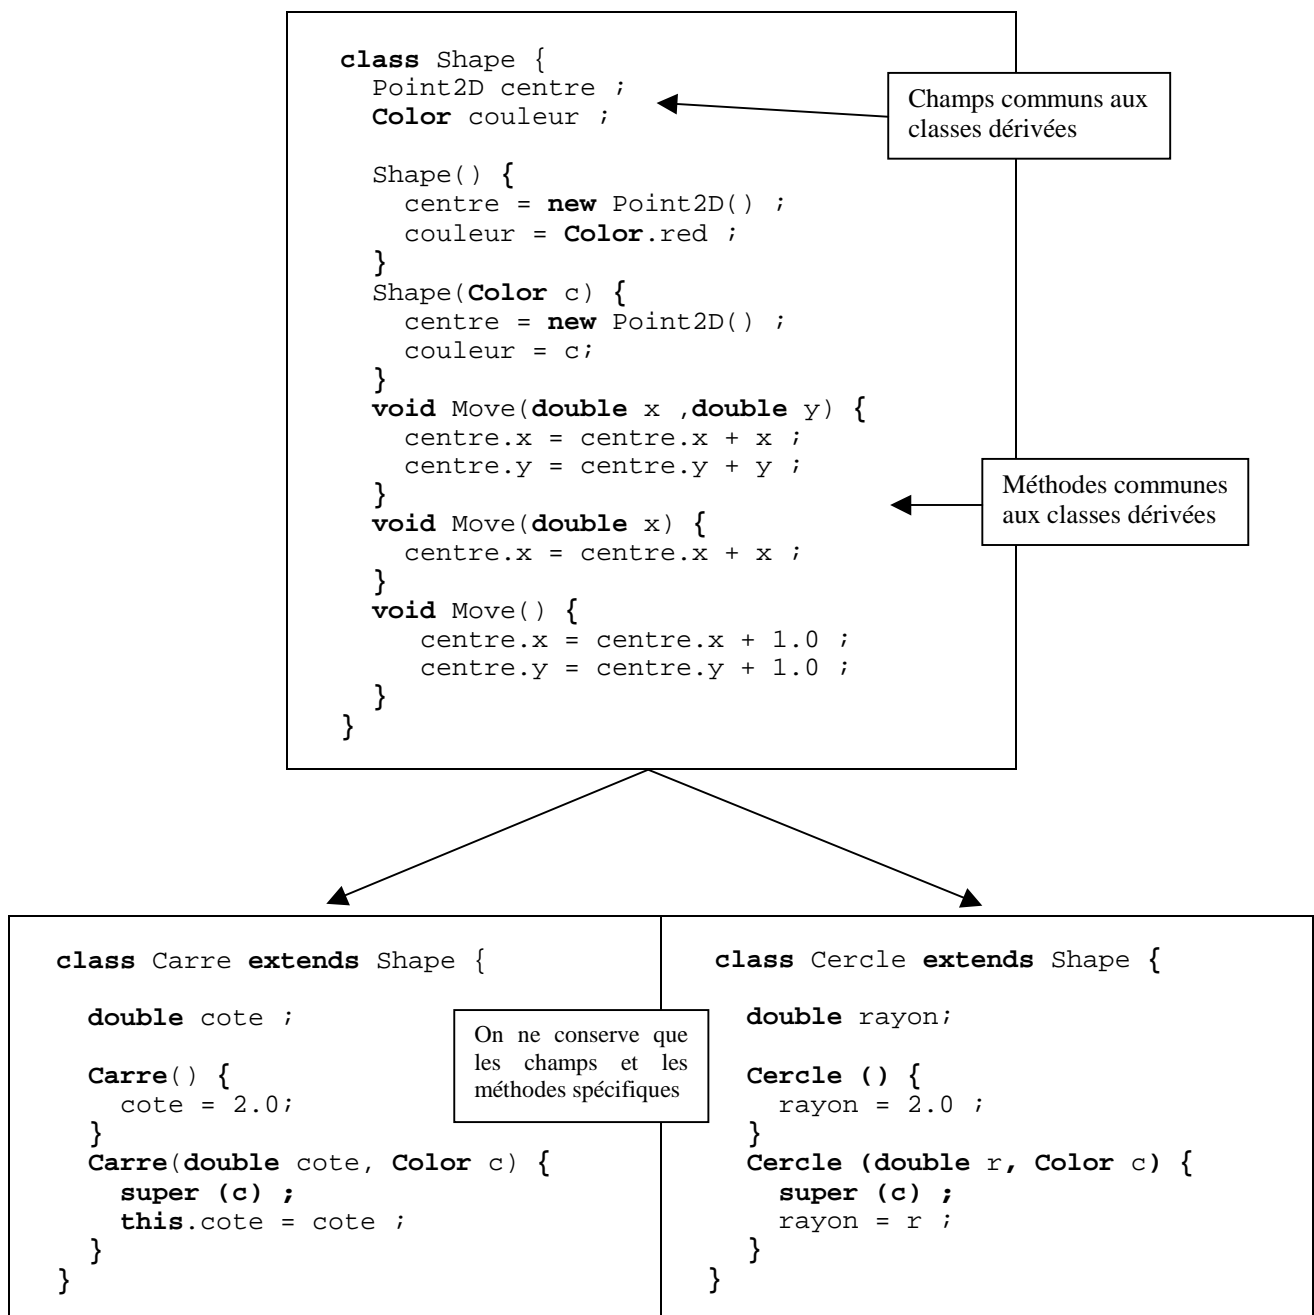 class Shape {
Point2D centre ;
Color couleur ;
Champs communs aux
classes dérivées
Shape() {
centre = new Point2D() ;
couleur = Color.red ;
}
Shape(Color c) {
centre = new Point2D() ;
couleur = c;
}
void Move(double x ,double y) {
centre.x = centre.x + x ;
centre.y = centre.y + y ;
}
Méthodes communes
aux classes dérivées
void Move(double x) {
centre.x = centre.x + x ;
}
void Move() {
centre.x = centre.x + 1.0 ;
centre.y = centre.y + 1.0 ;
}
}
class Carre extends Shape {
double cote ;
Carre() {
cote = 2.0;
}
Carre(double cote, Color c) {
super (c) ;
this.cote = cote ;
}
}
On ne conserve que
les champs et les
méthodes spécifiques
class Cercle extends Shape {
double rayon;
Cercle () {
rayon = 2.0 ;
}
Cercle (double r, Color c) {
super (c) ;
rayon = r ;
}
}